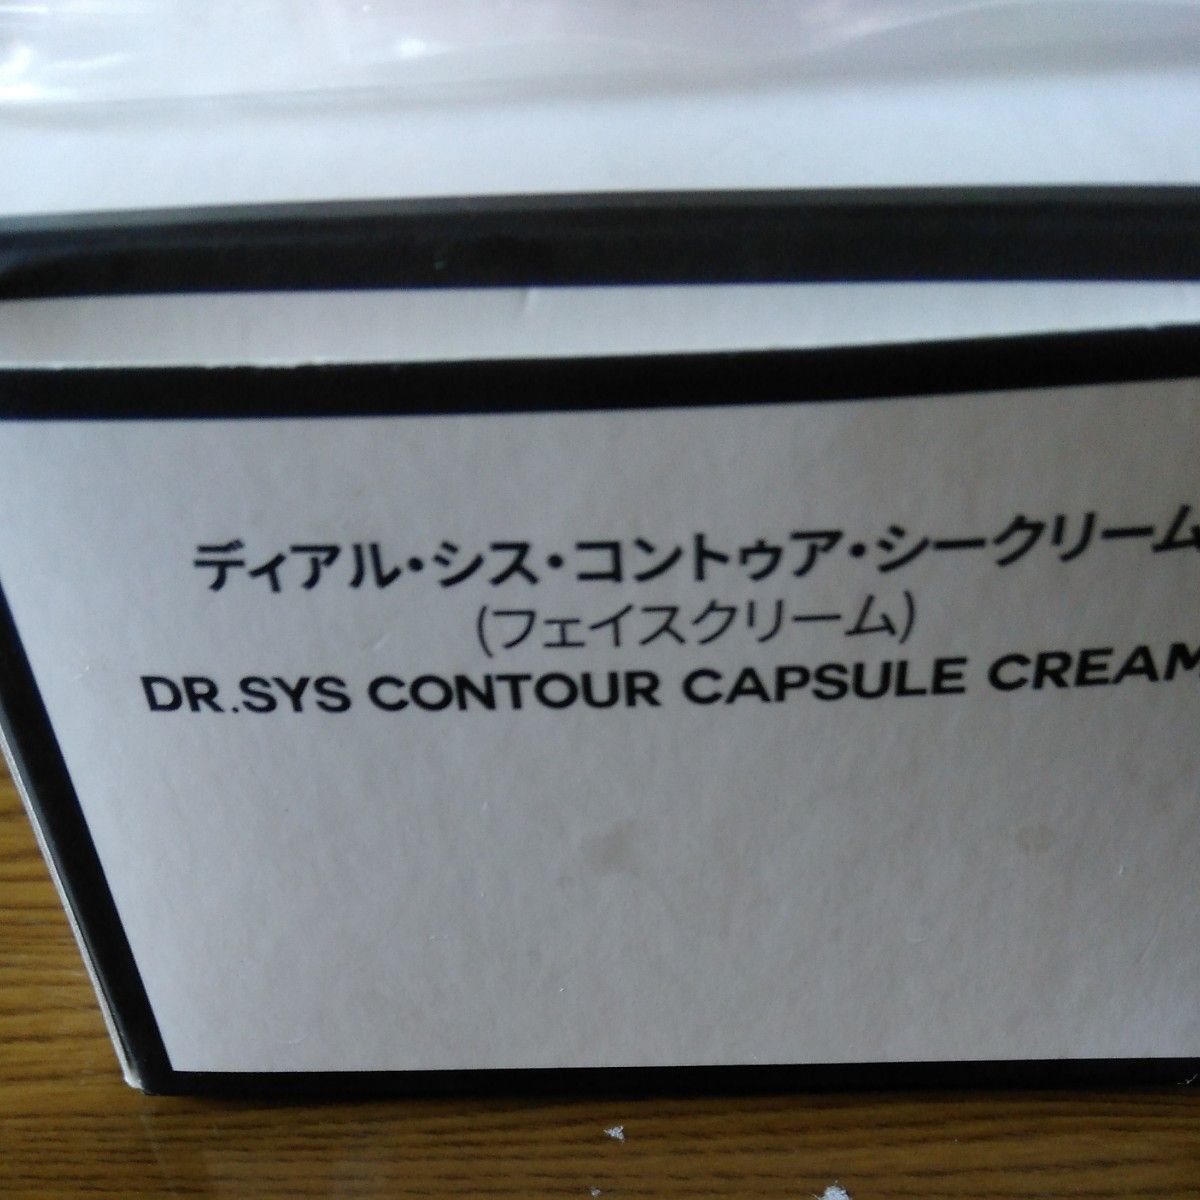 ディアル・シス・コントゥア・シークリーム
(フェイスクリーム)
DR.SYS CONTOUR CAPSULE CREAM